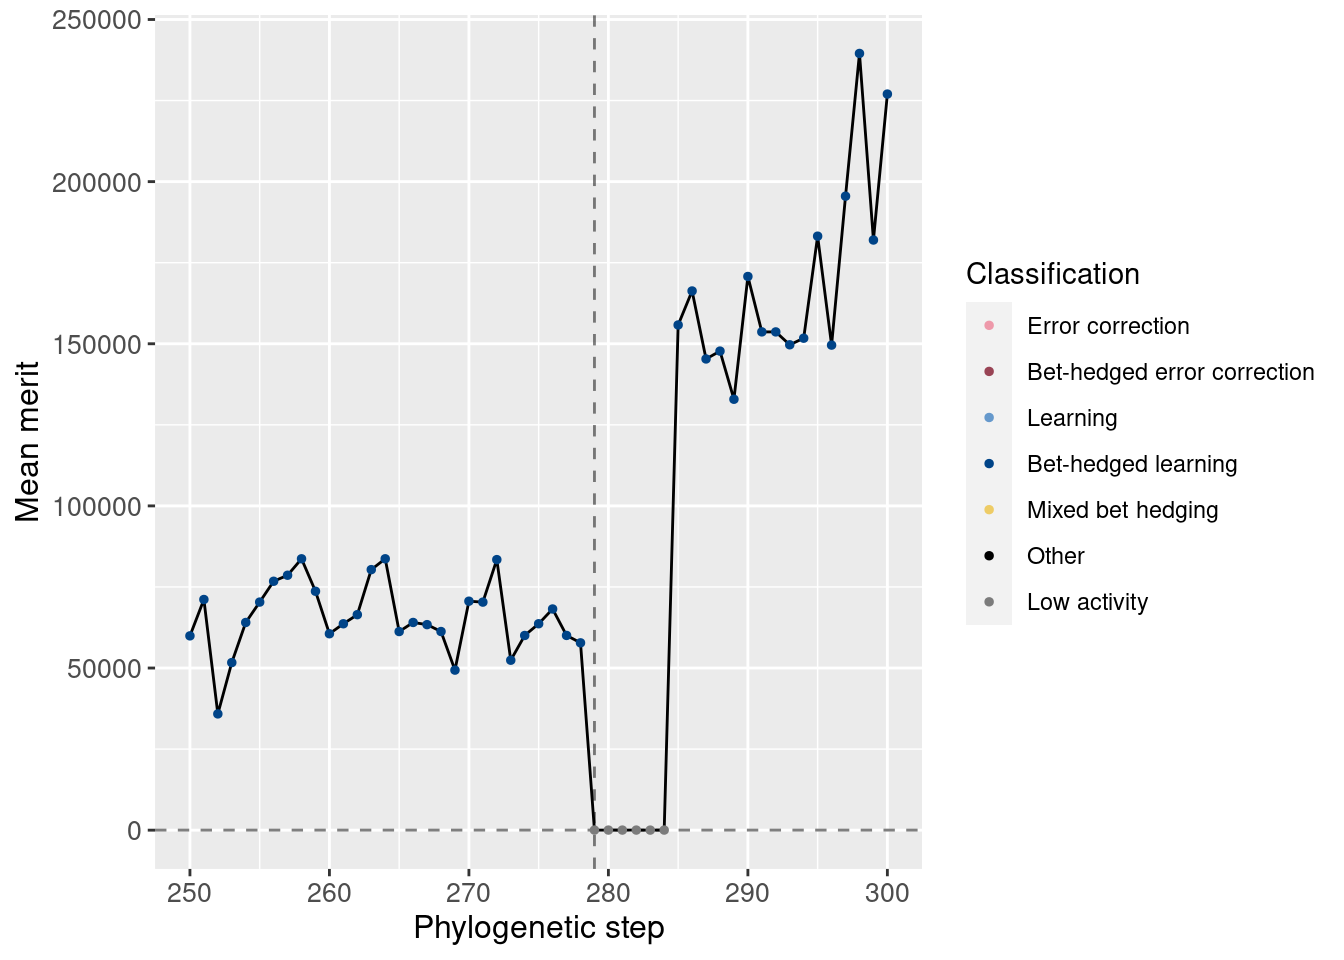 250000
200000
150000
100000
50000
0
Mean merit
250
260
270
280
290
300
Phylogenetic step
Classification
Error correction
Bet-hedged error correction
Learning
Bet-hedged learning
Mixed bet hedging
Other
Low activity